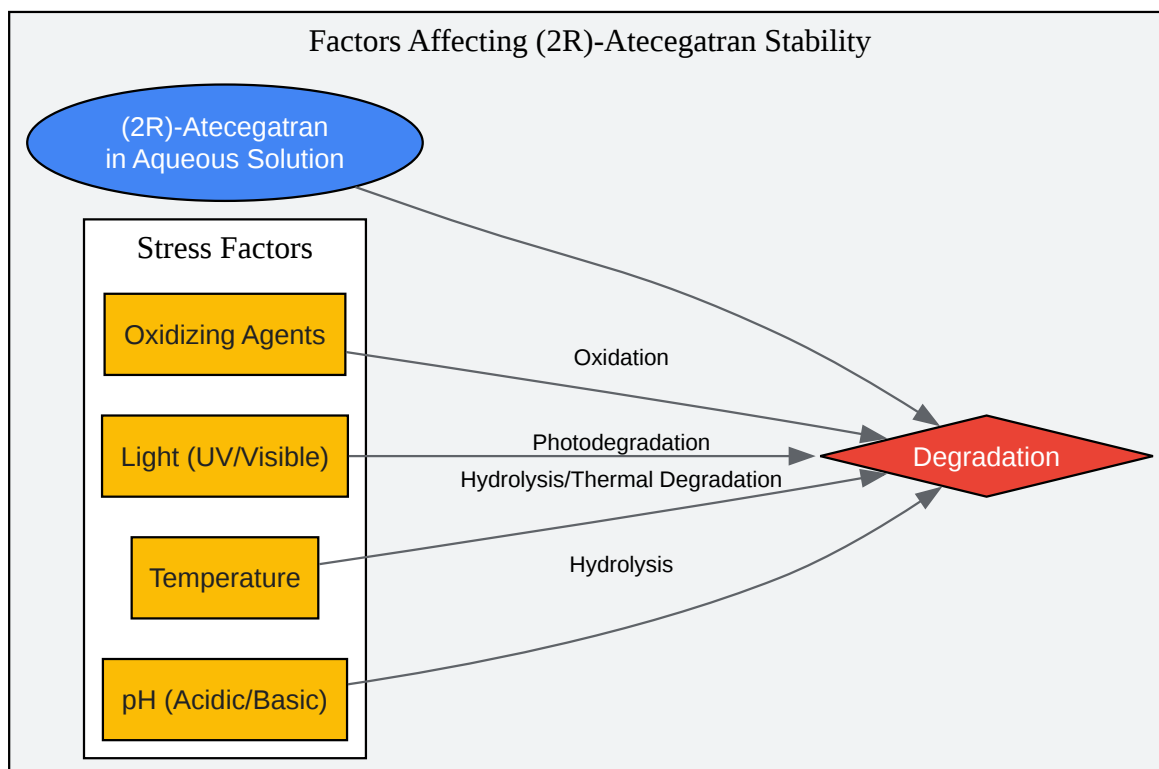 Factors Affecting (2R)-Atecegatran Stability
(2R)-Atecegatran
in Aqueous Solution
Stress Factors
Oxidizing Agents
Oxidation
Light (UV/Visible)
Photodegradation
Degradation
Hydrolysis/Thermal Degradation
Temperature
Hydrolysis
pH (Acidic/Basic)